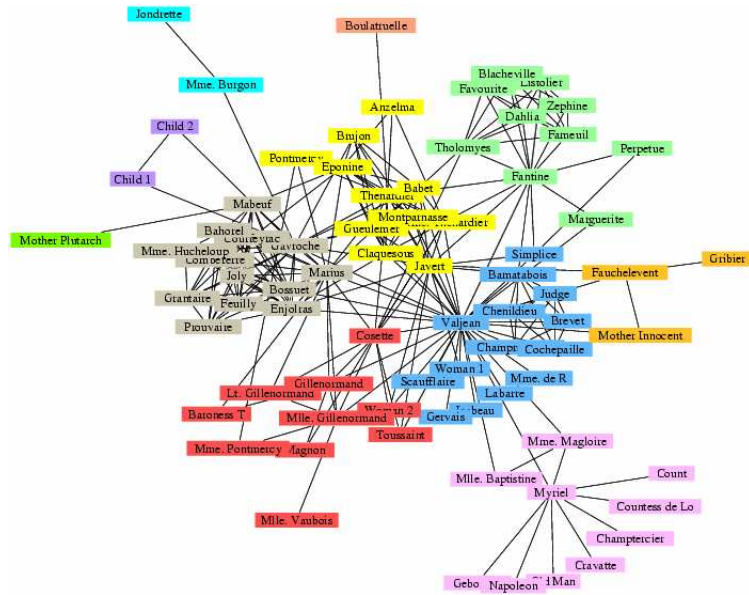 Jondrette
Boulatruelle
Blacheville
Listolier
Mme. Burgon
Favourite
Zephine
Anzelma
Dahlia
Child 2
Brujon
Fameuil
Tholomyes
Perpetue
Pontmercy
Eponine
Child 1
Fantine
Babet
Thenardier
Mabeuf
Montparnasse
Marguerite
Gueulemer
Bahorel
Mother Plutarch
Courfeyrac
Gavroche
Mme. Hucheloup
Claquesous
Simplice
Combeferre
Javert
Gribier
Joly
Marius
Bamatabois
Fauchelevent
Bossuet
Judge
Grantaire
Feuilly
Enjolras
Chenildieu
Prouvaire
Valjean
Brevet
Cosette
Mother Innocent
Champ
Cochepaille
Woman 1
Gillenormand
Scaufflaire
Mme. de R
Lt. Gillenormand
Labarre
Baroness T
Woman 2
Mlle. Gillenormand
Gervais
Toussaint
Mme. Pontmercy
Magnon
Mme. Magloire
Count
Mlle. Baptistine
Myriel
Countess de Lo
Mlle. Vaubois
Champtercier
Cravatte
Gebo
Napoleon
Man